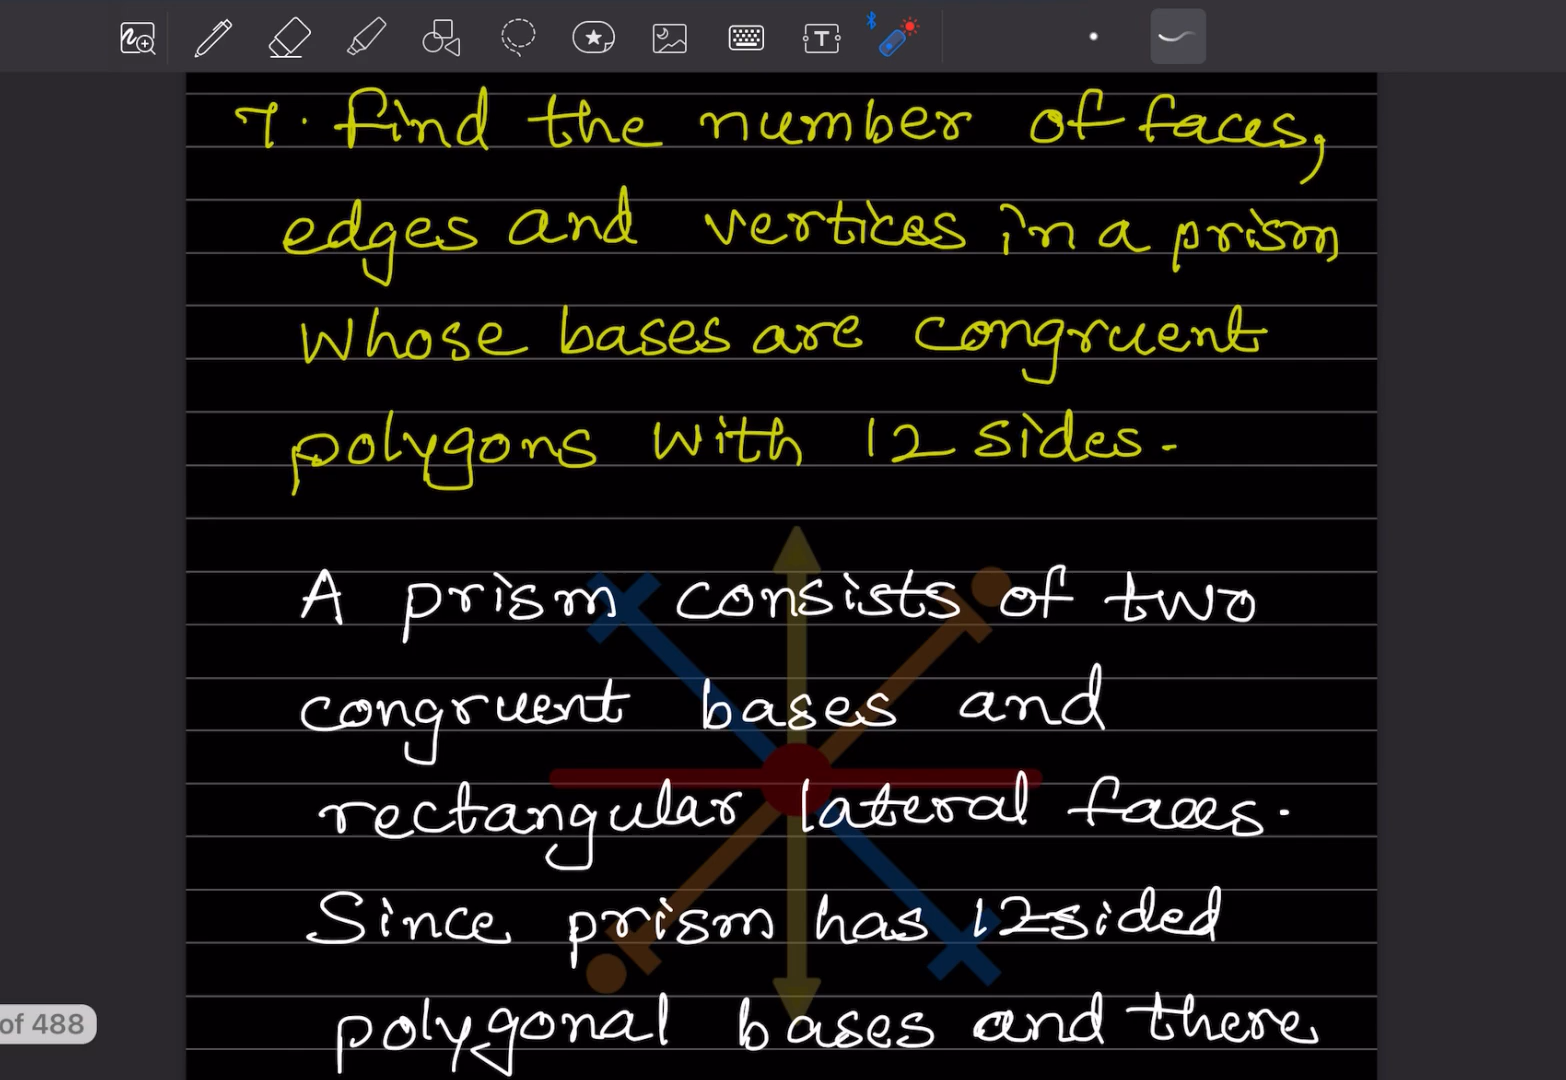 7. Find the number of faces,
edges and vertices in a prism
whose bases are congruent
polygons with 12 sides.
A prism consists of two
congruent bases and
rectangular lateral faces.
Since prism has 12 sided
polygonal bases and there
of 488